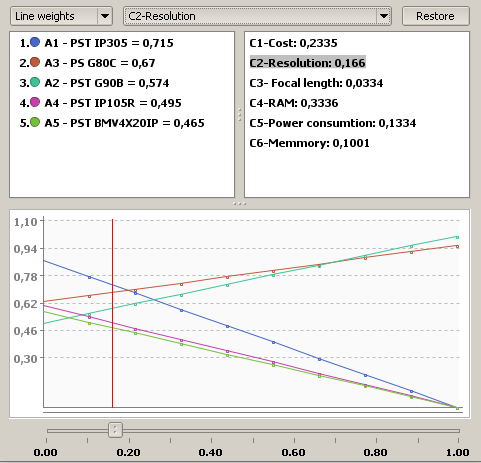 Line weights C2-Resolution Restore
1. A1 - PST IP305 = 0,715
2. A3 - PS G80C = 0,67
3. A2 - PST G90B = 0,574
4. A4 - PST IP105R = 0,495
5. A5 - PST BMV4X20IP = 0,465
C1-Cost: 0,2335
C2-Resolution: 0,166
C3- Focal length: 0,0334
C4-RAM: 0,3336
C5-Power consumtion: 0,1334
C6-Memmory: 0,1001
1,10
0,94
0,78
0,62
0,46
0,30
0.00 0.20 0.40 0.60 0.80 1.00